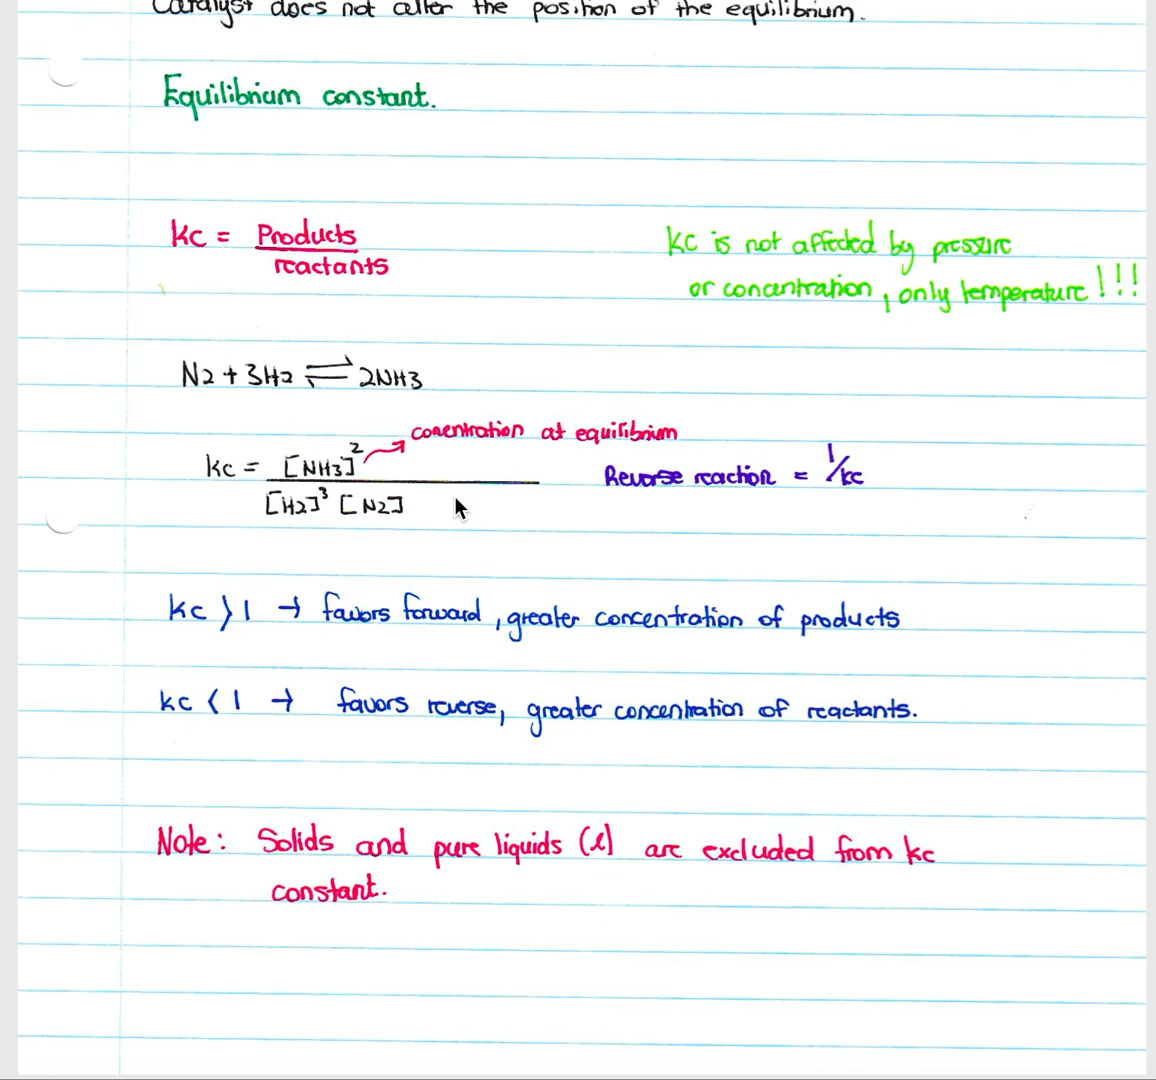 Catalyst does not alter the position of the equilibrium.
Equilibrium constant.
Kc = Products
reactants
Kc is not affected by pressure
or concentration, only temperature!!!
N2 + 3H2 ⇌ 2NH3
conentration at equilibrium
Kc = [NH3]²
[H2]³ [N2]
Reverse reaction = 1/Kc
Kc > 1 → favors forward, greater concentration of products
Kc < 1 → favors reverse, greater concentration of reactants.
Note: Solids and pure liquids (l) are excluded from Kc
constant.